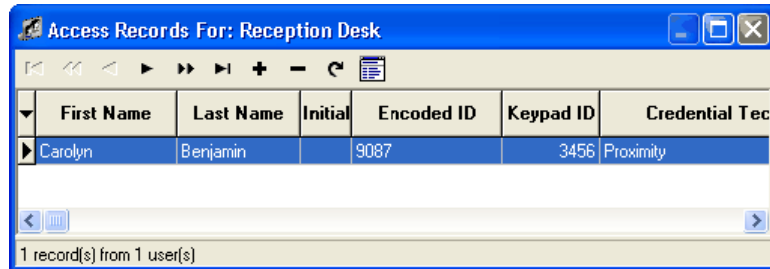 Access Records For: Reception Desk
First Name Last Name Initial Encoded ID Keypad ID Credential Tec
Carolyn Benjamin 9087 3456 Proximity
1 record(s) from 1 user(s)